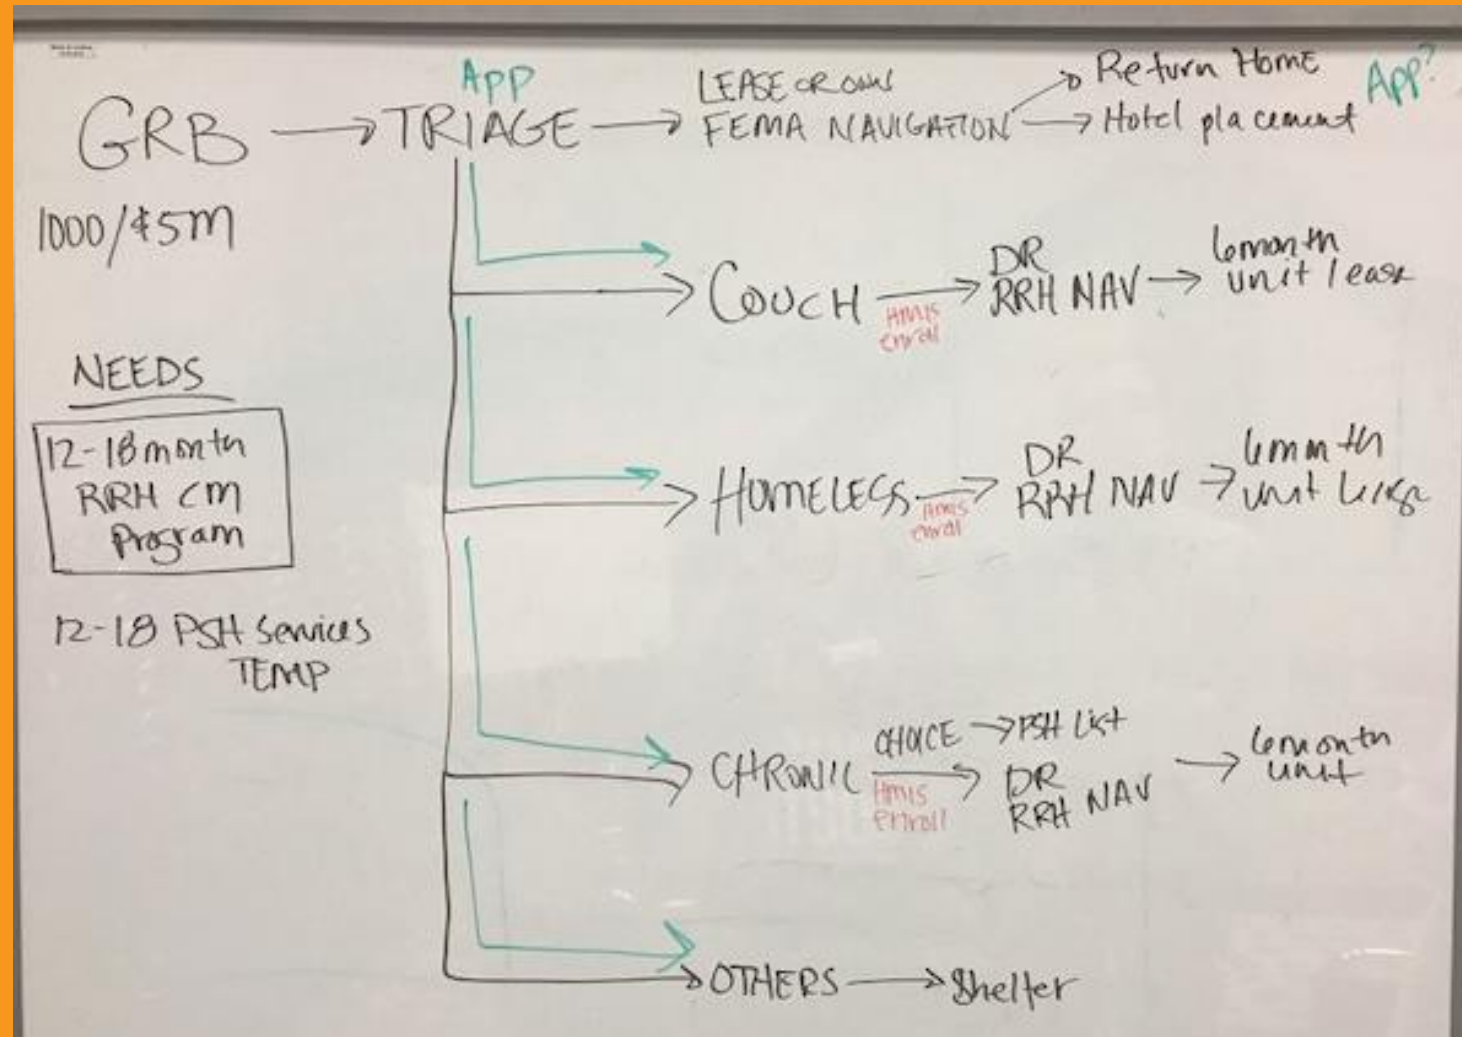 App
GRB → TRIAGE → LEASE OR OWN
FEMA NAVIGATION → Return Home
→ Hotel placement
App?
1000/$5M
COUCH → DR
RRH NAV → 6month
unit lease
HMIS
enroll
NEEDS
12-18 month
RRH CM
Program
HOMELESS → DR
RRH NAV → 6month
unit lease
HMIS
enroll
12-18 PSH Services
TEMP
CHRONIC → CHOICE → PSH List
DR
RRH NAV → 6month
unit
HMIS
enroll
OTHERS → Shelter